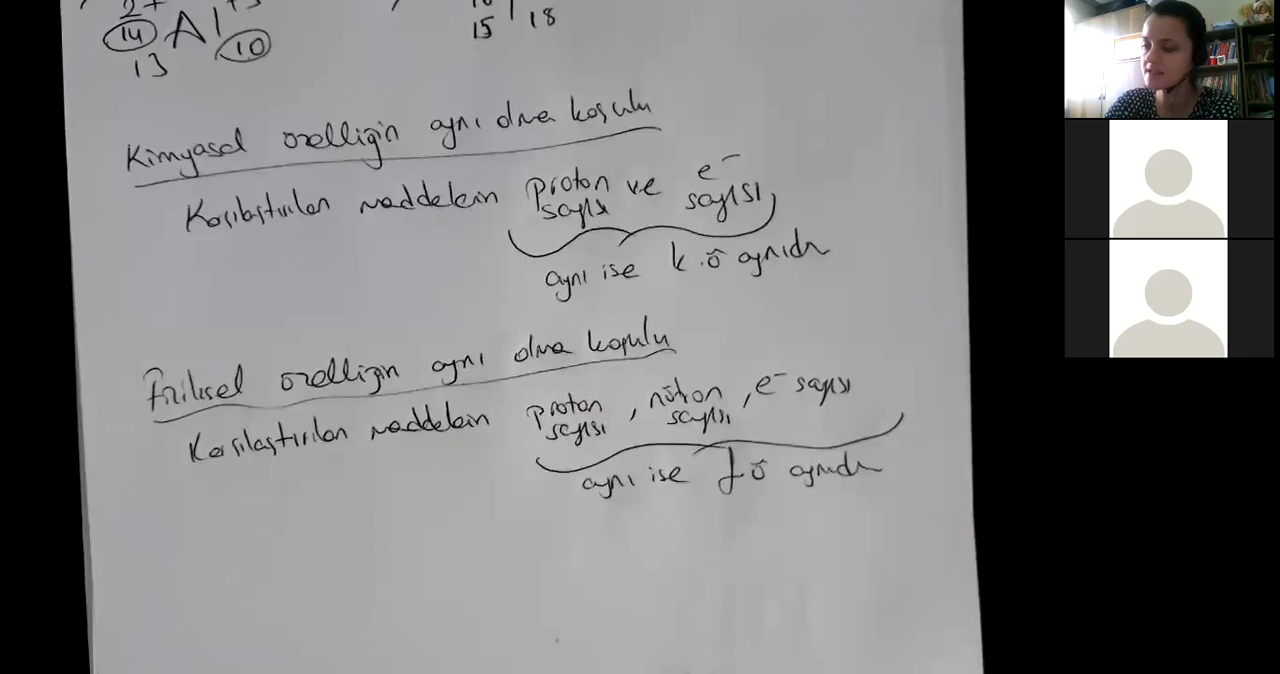 2+ +3
14 Al 10
13
15 18
Kimyasal özelliğin aynı olma koşulu
Karşılaştırılan maddelerin proton sayısı ve e⁻ sayısı
aynı ise k.ö aynıdır
Fiziksel özelliğin aynı olma koşulu
Karşılaştırılan maddelerin proton sayısı, nötron sayısı, e⁻ sayısı
aynı ise f ö aynıdır